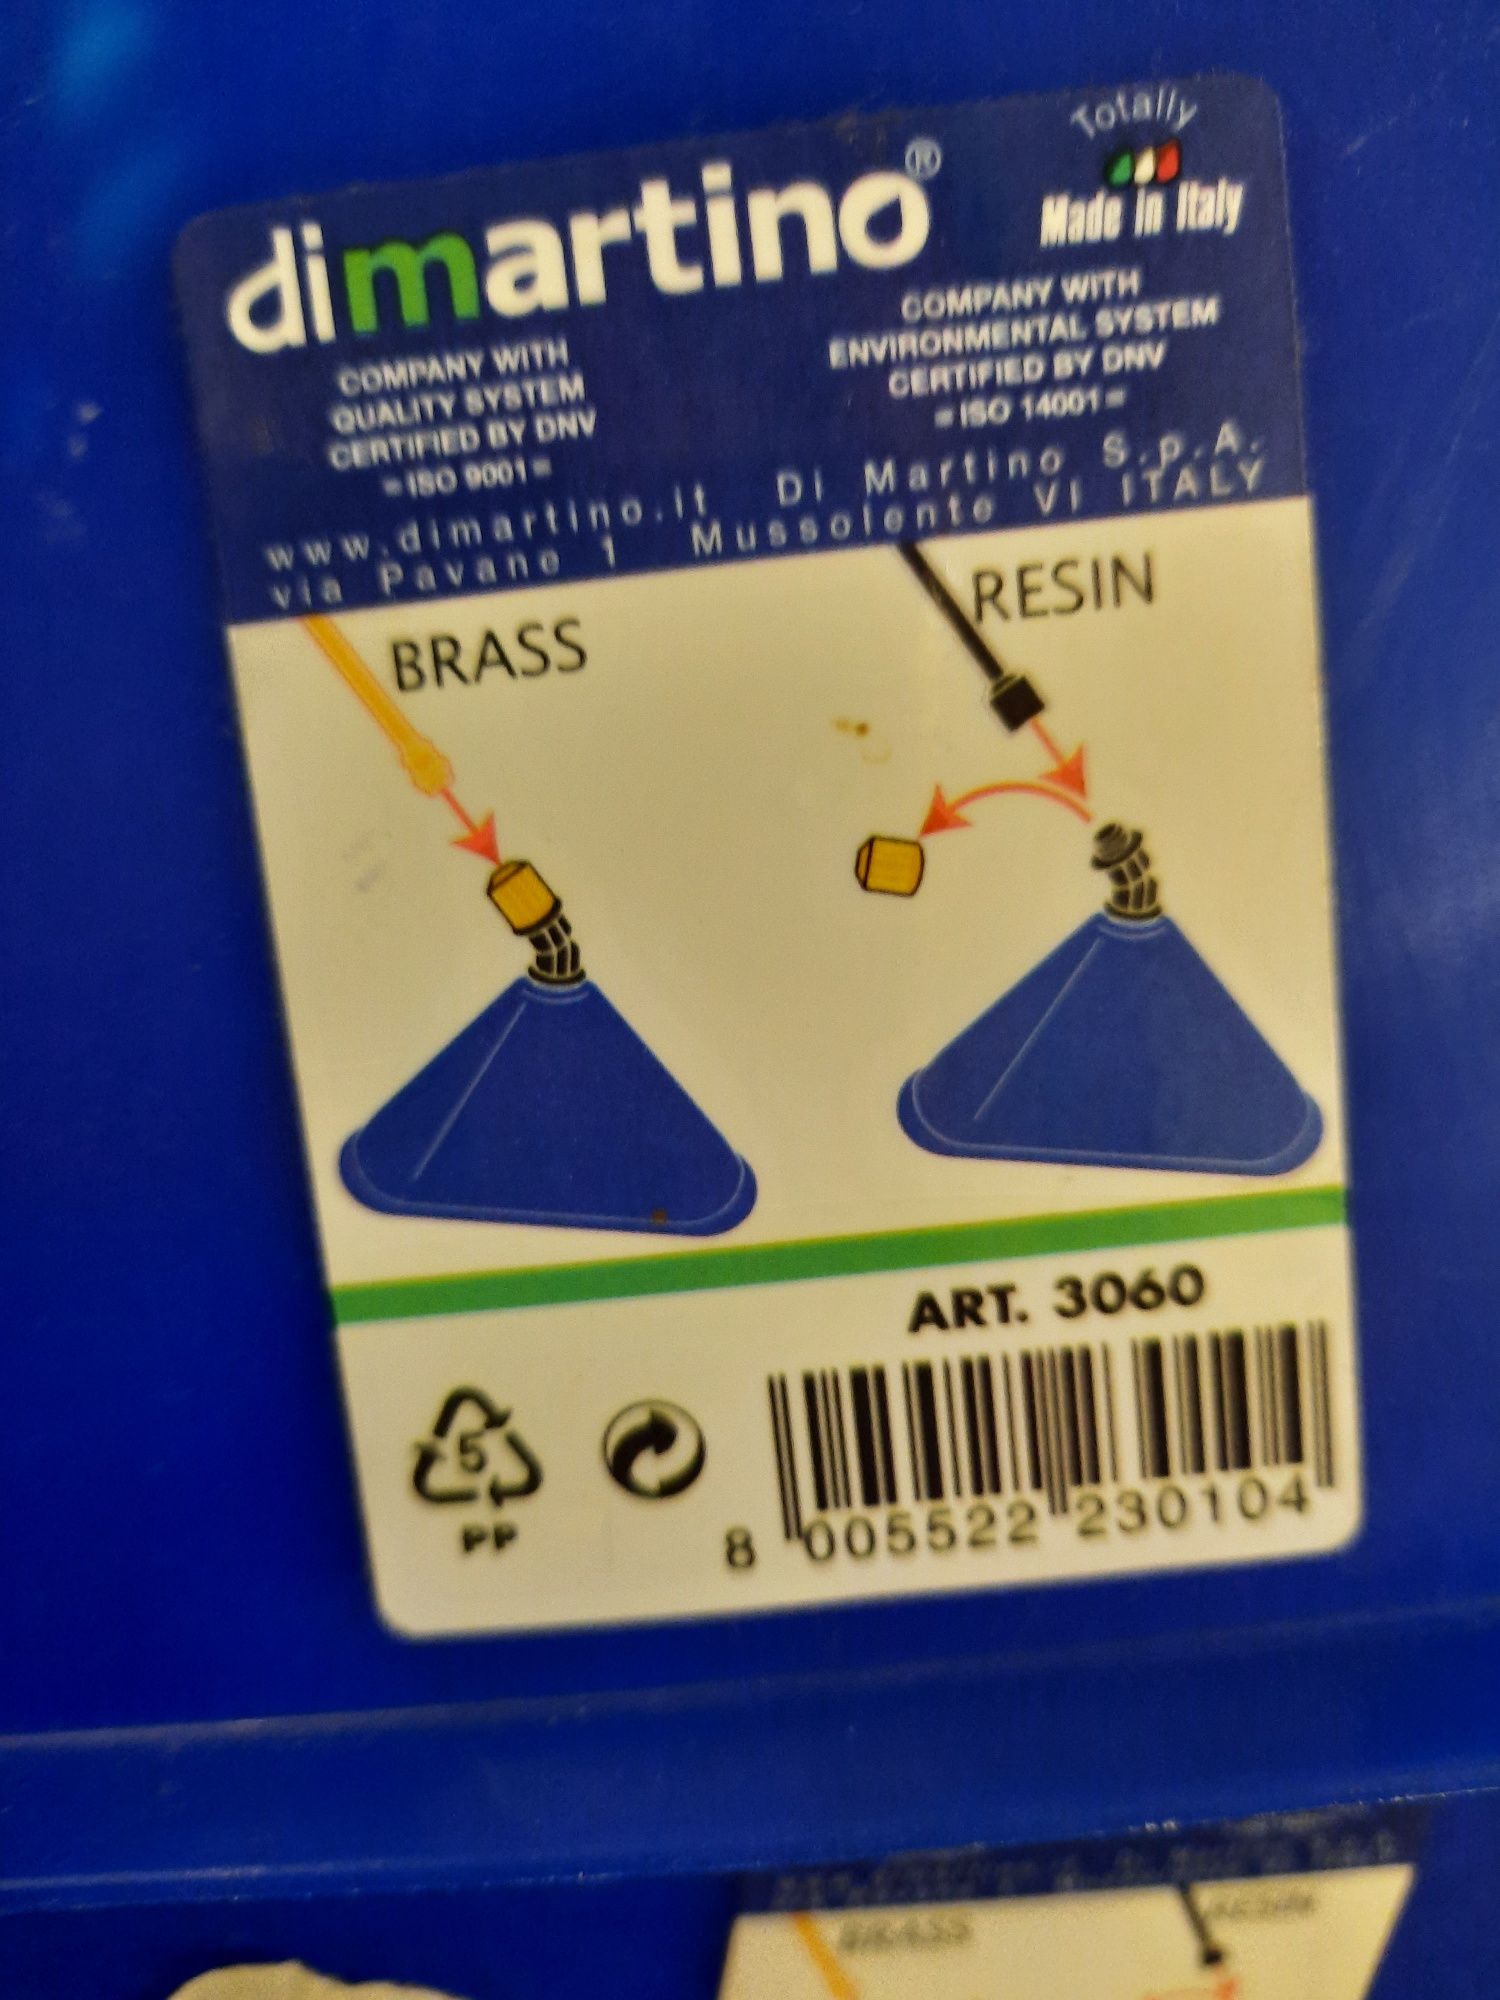 Totally
dimartino®
Made in Italy
COMPANY WITH
QUALITY SYSTEM
CERTIFIED BY DNV
=ISO 9001=
COMPANY WITH
ENVIRONMENTAL SYSTEM
CERTIFIED BY DNV
=ISO 14001=
www.dimartino.it Di Martino S.p.A.
via Pavane 1 Mussolente VI ITALY
BRASS
RESIN
ART. 3060
5
PP
8 005522 230104
BRASS